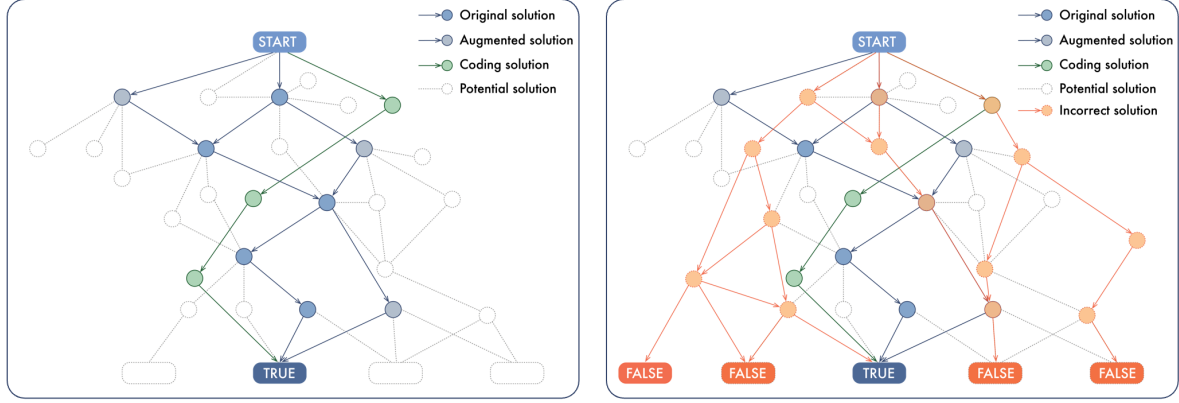 START
Original solution
Augmented solution
Coding solution
Potential solution
TRUE
START
Original solution
Augmented solution
Coding solution
Potential solution
Incorrect solution
FALSE
FALSE
TRUE
FALSE
FALSE